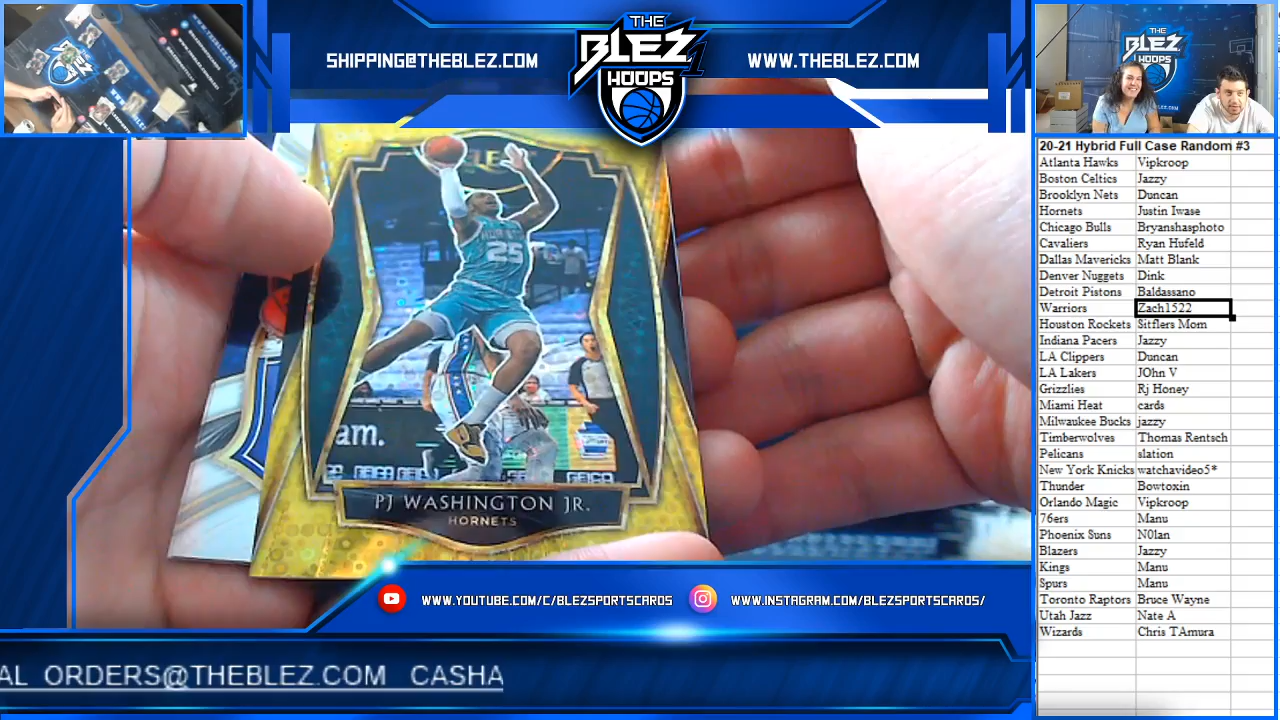 SHIPPING@THEBLEZ.COM
THE
BLEZ
HOOPS
WWW.THEBLEZ.COM
25
am.
PJ WASHINGTON JR.
HORNETS
WWW.YOUTUBE.COM/C/BLEZSPORTSCARDS
WWW.INSTAGRAM.COM/BLEZSPORTSCARDS/
AL ORDERS@THEBLEZ.COM CASHA
THE
BLEZ
20-21 Hybrid Full Case Random #3
Atlanta Hawks Vipkroop
Boston Celtics Jazzy
Brooklyn Nets Duncan
Hornets Justin Iwase
Chicago Bulls Bryanshasphoto
Cavaliers Ryan Hufeld
Dallas Mavericks Matt Blank
Denver Nuggets Dink
Detroit Pistons Baldassano
Warriors Zach1522
Houston Rockets Sitflers Mom
Indiana Pacers Jazzy
LA Clippers Duncan
LA Lakers JOhn V
Grizzlies Rj Honey
Miami Heat cards
Milwaukee Bucks jazzy
Timberwolves Thomas Rentsch
Pelicans slation
New York Knicks watchavideo5*
Thunder Bowtoxin
Orlando Magic Vipkroop
76ers Manu
Phoenix Suns N0lan
Blazers Jazzy
Kings Manu
Spurs Manu
Toronto Raptors Bruce Wayne
Utah Jazz Nate A
Wizards Chris TAmura